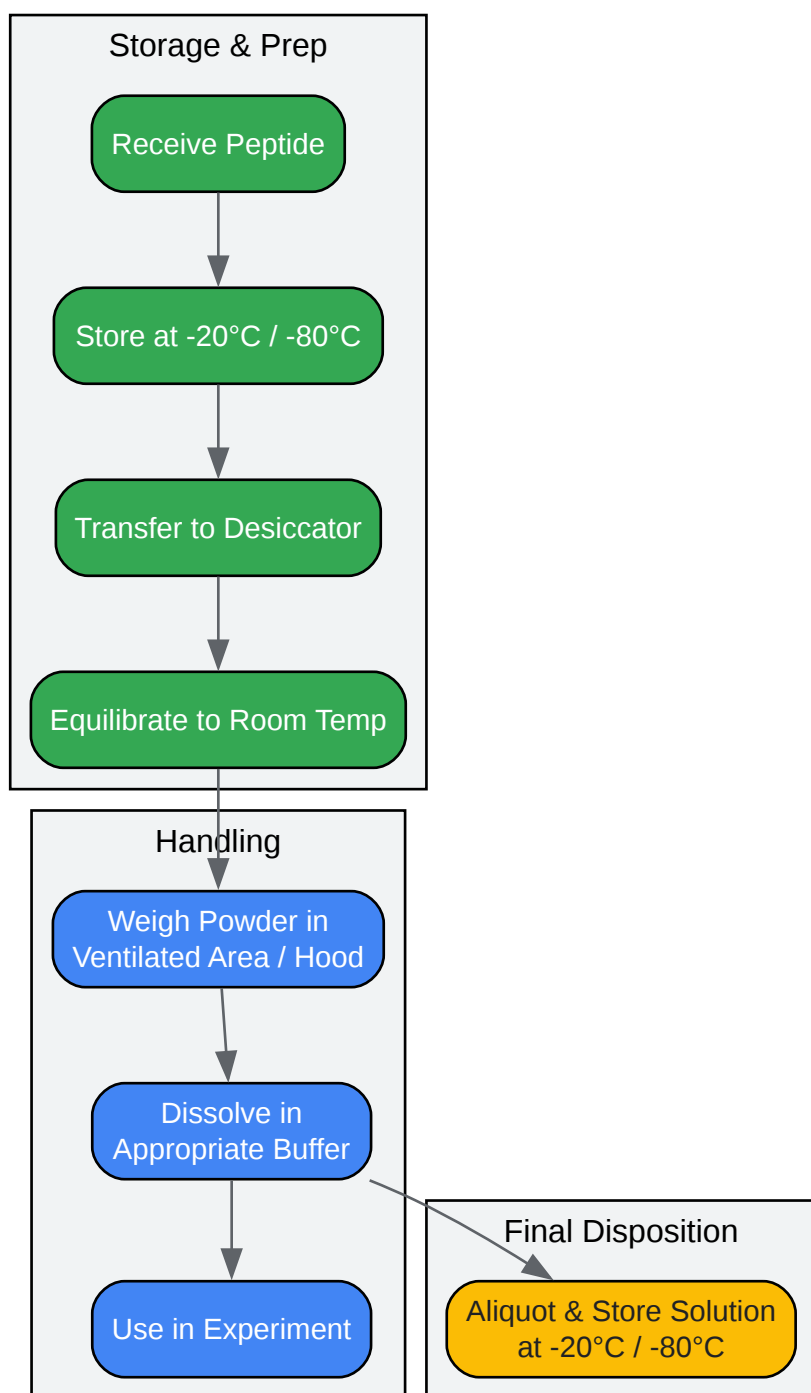 Storage & Prep
Receive Peptide
Store at -20°C / -80°C
Transfer to Desiccator
Equilibrate to Room Temp
Handling
Weigh Powder in
Ventilated Area / Hood
Dissolve in
Appropriate Buffer
Use in Experiment
Final Disposition
Aliquot & Store Solution
at -20°C / -80°C